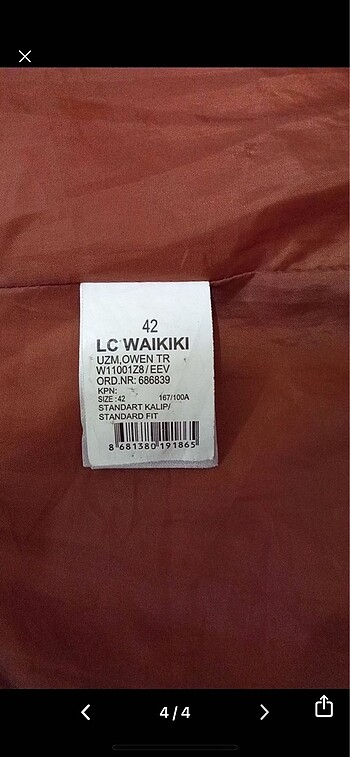 42
LC WAIKIKI
UZM,OWEN TR
W11001Z8/EEV
ORD.NR: 686839
KPN:
SIZE :42 167/100A
STANDART KALIP/
STANDARD FIT
8 681380 191865
4/4